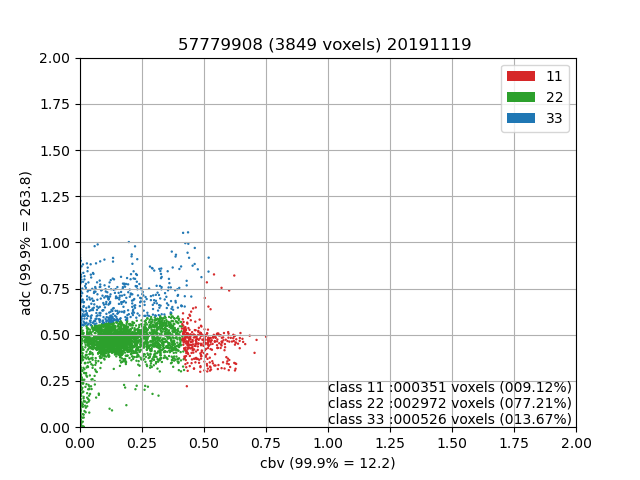 57779908 (3849 voxels) 20191119
2.00
1.75
1.50
1.25
1.00
0.75
0.50
0.25
0.00
adc (99.9% = 263.8)
11
22
33
class 11 :000351 voxels (009.12%)
class 22 :002972 voxels (077.21%)
class 33 :000526 voxels (013.67%)
0.00 0.25 0.50 0.75 1.00 1.25 1.50 1.75 2.00
cbv (99.9% = 12.2)